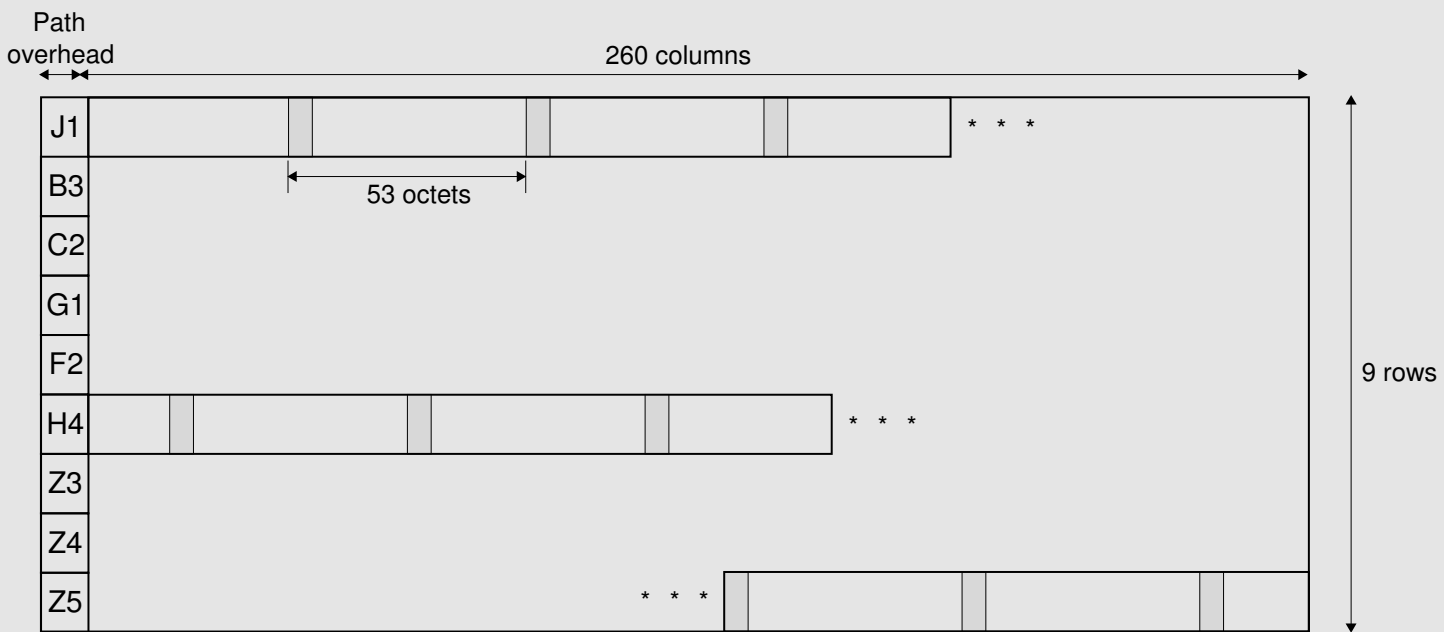 Path
overhead
260 columns
J1
* * *
B3
53 octets
C2
G1
F2
9 rows
H4
* * *
Z3
Z4
Z5
* * *